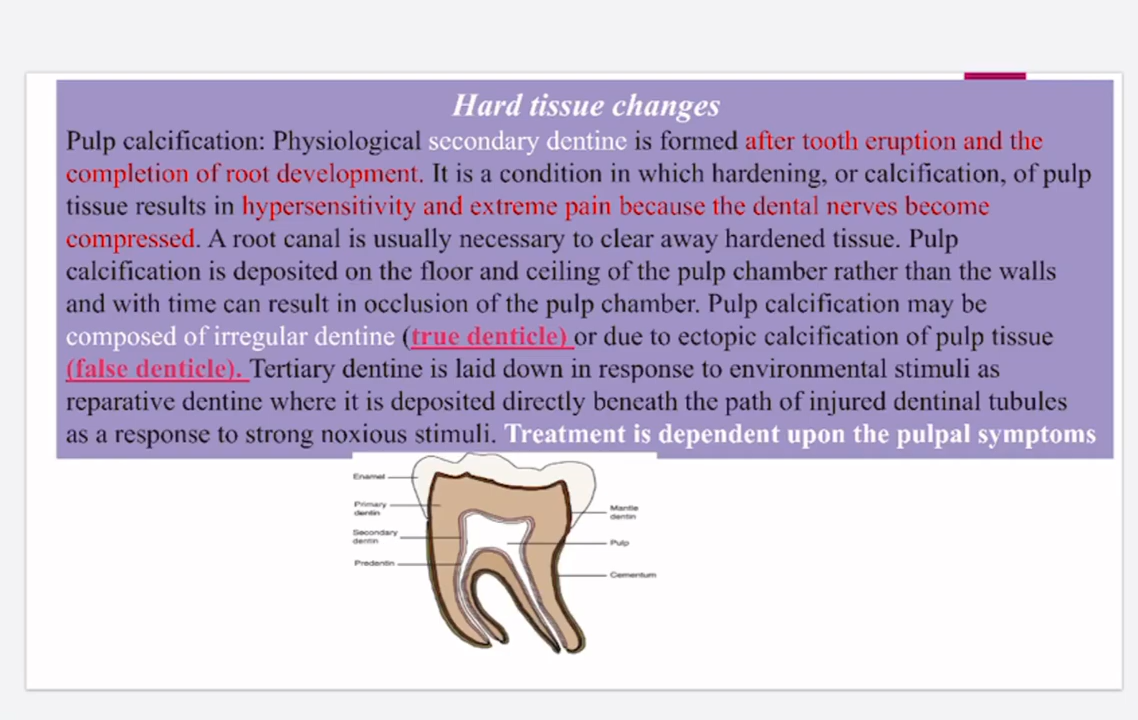 Hard tissue changes
Pulp calcification: Physiological secondary dentine is formed after tooth eruption and the
completion of root development. It is a condition in which hardening, or calcification, of pulp
tissue results in hypersensitivity and extreme pain because the dental nerves become
compressed. A root canal is usually necessary to clear away hardened tissue. Pulp
calcification is deposited on the floor and ceiling of the pulp chamber rather than the walls
and with time can result in occlusion of the pulp chamber. Pulp calcification may be
composed of irregular dentine (true denticle) or due to ectopic calcification of pulp tissue
(false denticle). Tertiary dentine is laid down in response to environmental stimuli as
reparative dentine where it is deposited directly beneath the path of injured dentinal tubules
as a response to strong noxious stimuli. Treatment is dependent upon the pulpal symptoms
Enamel
Primary
dentin
Secondary
dentin
Predentin
Mantle
dentin
Pulp
Cementum